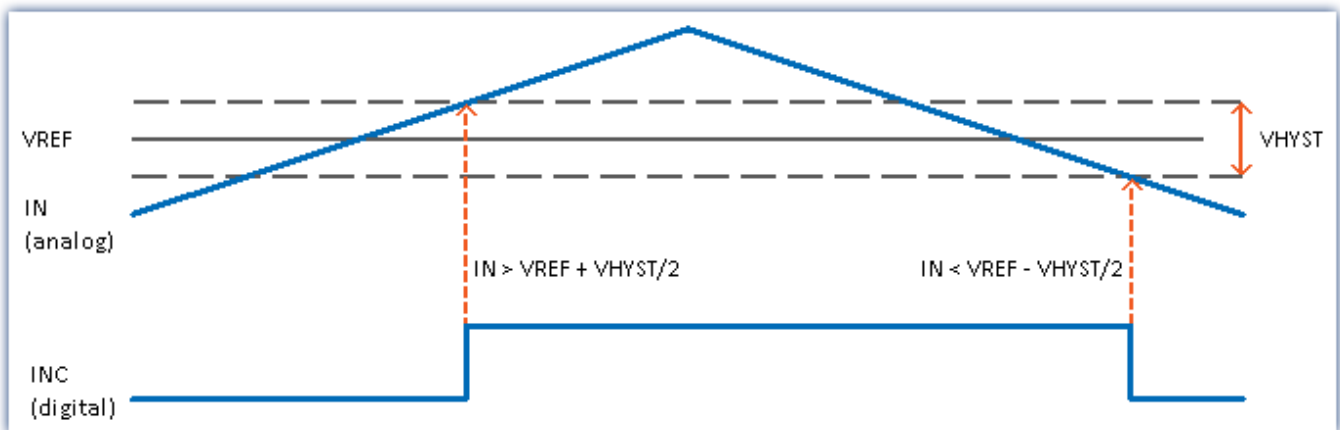 VREF
VHYST
IN
(analog)
IN > VREF + VHYST/2
IN < VREF - VHYST/2
INC
(digital)